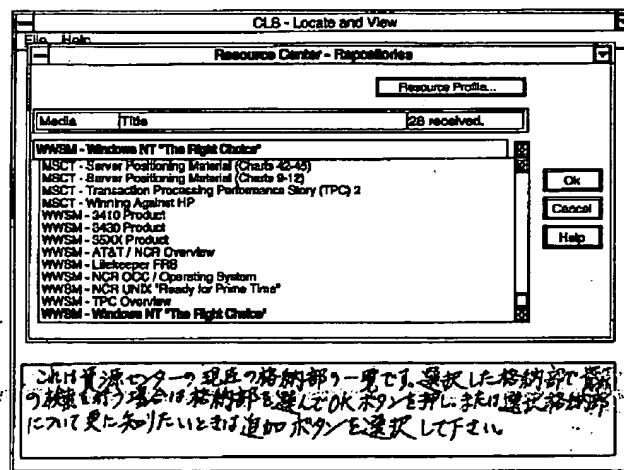 CLS - Locate and View
File Help
Resource Center - Repositories
Resource Profile...
Media Title 28 received.
WWSM - Windows NT "The Right Choice"
MSCT - Server Positioning Material (Charts 42-45)
MSCT - Server Positioning Material (Charts 9-12)
MSCT - Transaction Processing Performance Story (TPC) 2
MSCT - Winning Against HP
WWSM - 3410 Product
WWSM - 3430 Product
WWSM - 35XX Product
WWSM - AT&T / NCR Overview
WWSM - Lifekeeper FRS
WWSM - NCR OCC / Operating System
WWSM - NCR UNIX "Ready for Prime Time"
WWSM - TPC Overview
WWSM - Windows NT "The Right Choice"
Ok
Cancel
Help
これは資源センターの現在の格納部の一覧です。選択した格納部で資源
の検索を行う場合は格納部を選んでOKボタンを押し、または選択格納部
について更に知りたいときは追加ボタンを選択して下さい。